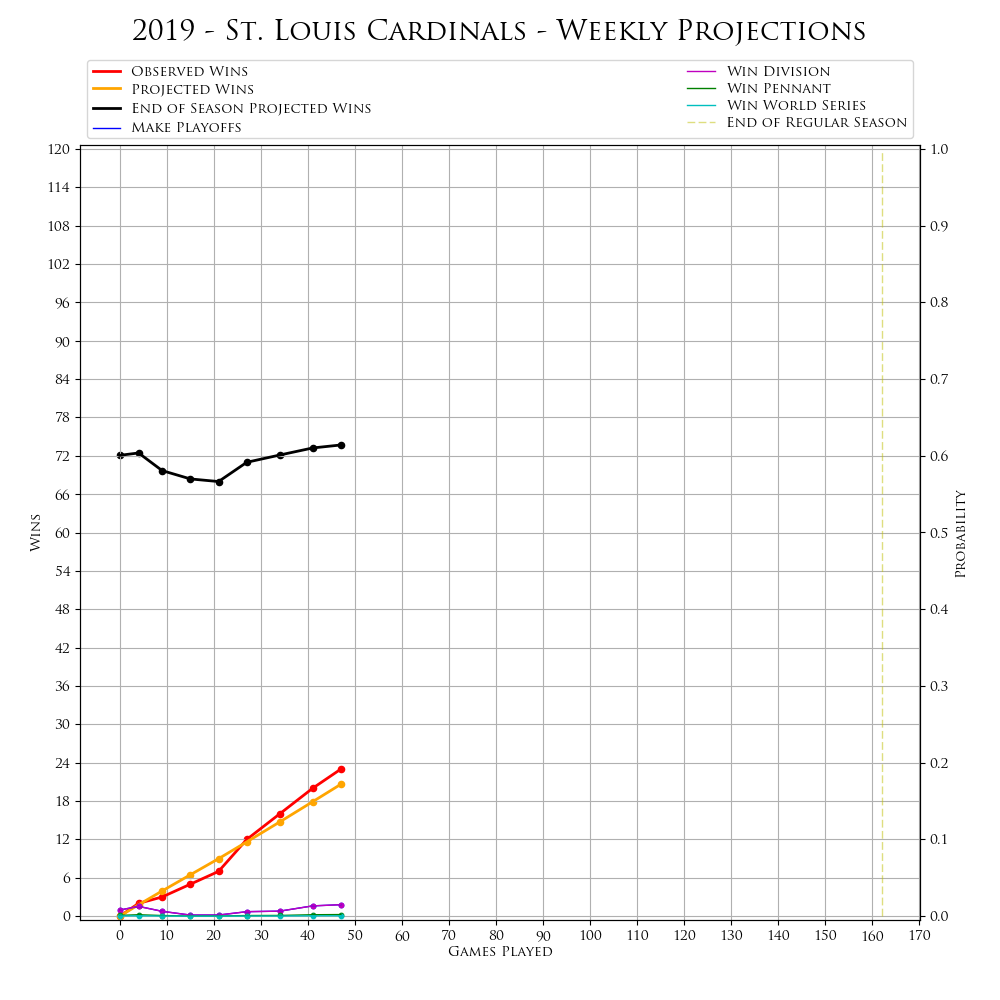 2019 - St. Louis Cardinals - Weekly Projections
Observed Wins
Projected Wins
End of Season Projected Wins
Make Playoffs
Win Division
Win Pennant
Win World Series
End of Regular Season
120
114
108
102
96
90
84
78
72
66
60
54
48
42
36
30
24
18
12
6
0
Wins
1.0
0.9
0.8
0.7
0.6
0.5
0.4
0.3
0.2
0.1
0.0
Probability
0 10 20 30 40 50 60 70 80 90 100 110 120 130 140 150 160 170
Games Played